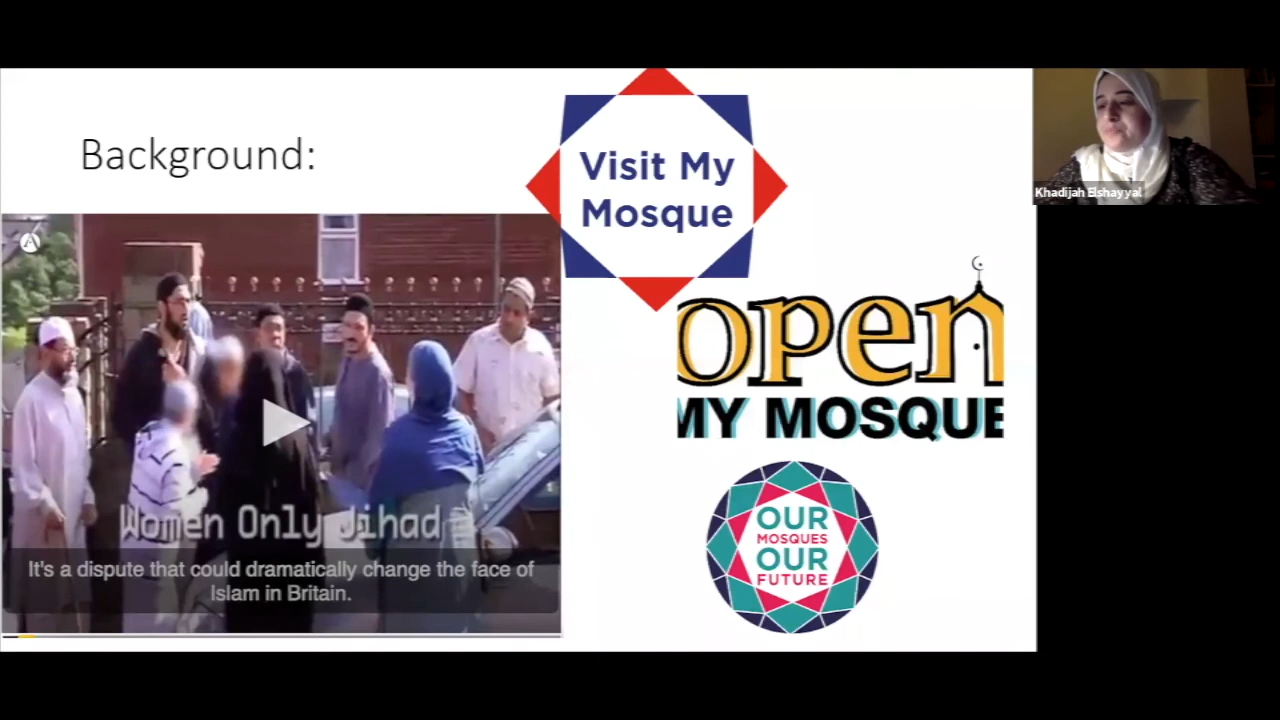 Background:
Visit My
Mosque
Khadijah Elshayyal
open
MY MOSQUE
Women Only Jihad
It's a dispute that could dramatically change the face of
Islam in Britain.
OUR
MOSQUES
OUR
FUTURE